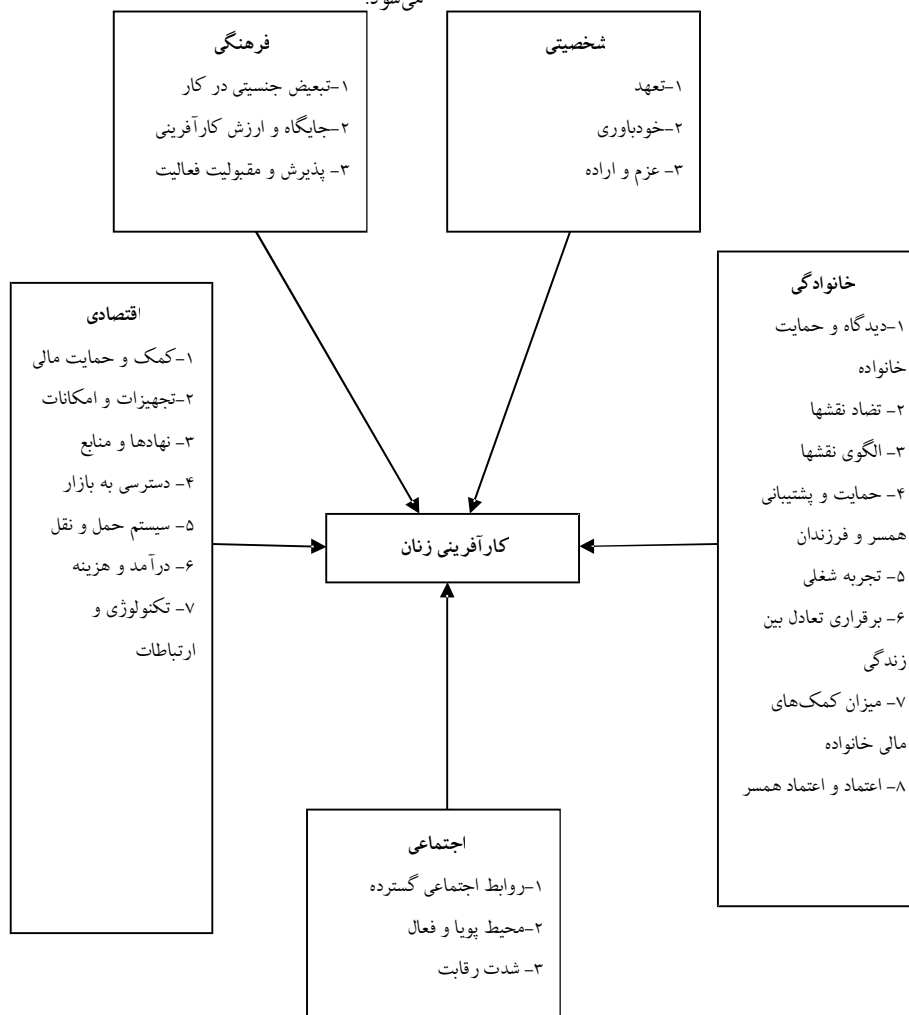 می‌شود.
شخصیتی
۱-تعهد
۲-خودباوری
۳- عزم و اراده
فرهنگی
۱-تبعیض جنسیتی در کار
۲-جایگاه و ارزش کارآفرینی
۳- پذیرش و مقبولیت فعالیت
خانوادگی
۱-دیدگاه و حمایت
خانواده
۲- تضاد نقشها
۳- الگوی نقشها
۴- حمایت و پشتیبانی
همسر و فرزندان
۵- تجربه شغلی
۶- برقراری تعادل بین
زندگی
۷- میزان کمک‌های
مالی خانواده
۸- اعتماد و اعتماد همسر
اقتصادی
۱-کمک و حمایت مالی
۲-تجهیزات و امکانات
۳- نهادها و منابع
۴- دسترسی به بازار
۵- سیستم حمل و نقل
۶- درآمد و هزینه
۷- تکنولوژی و
ارتباطات
کارآفرینی زنان
اجتماعی
۱-روابط اجتماعی گسترده
۲-محیط پویا و فعال
۳- شدت رقابت